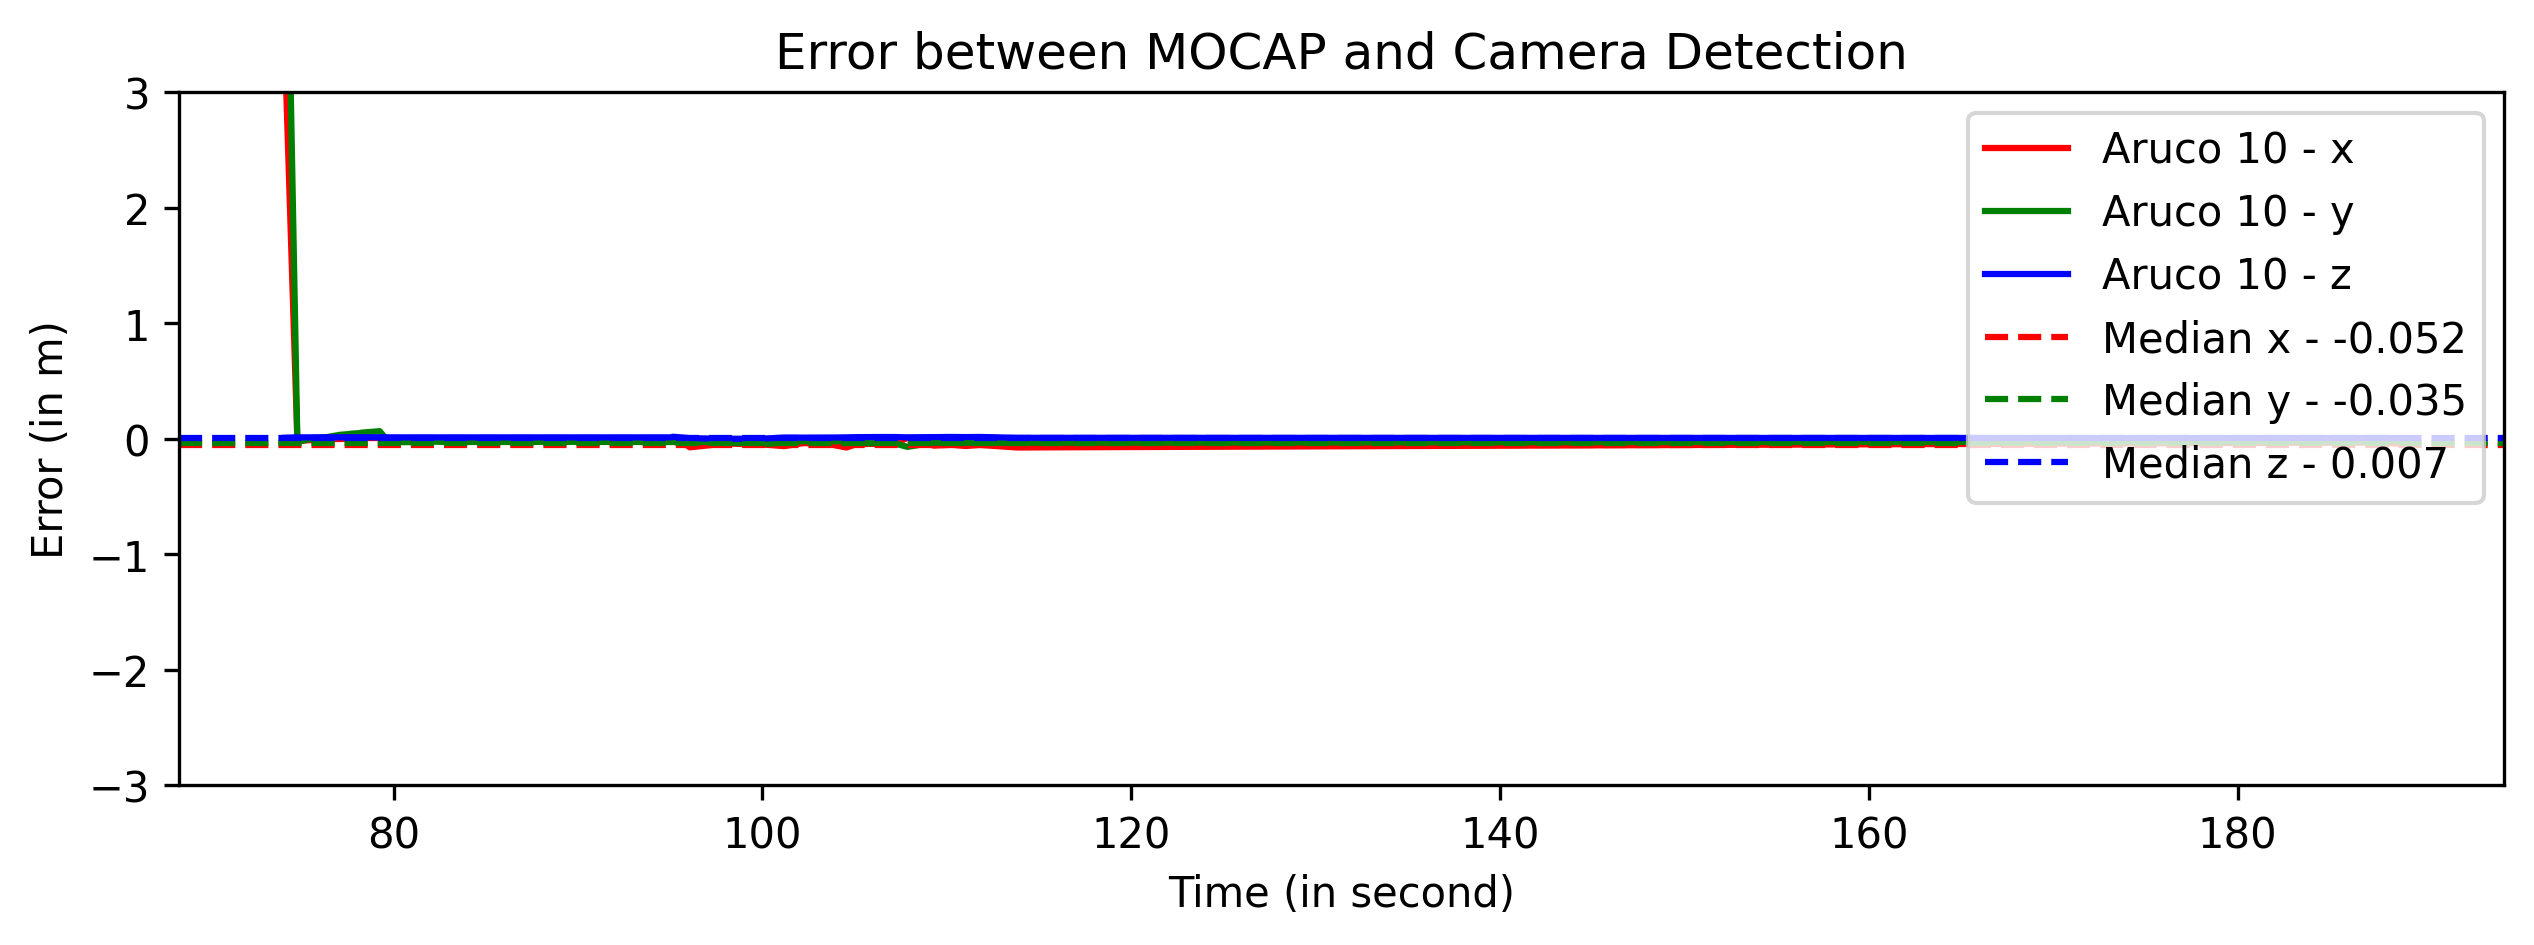 Error between MOCAP and Camera Detection
3
2
1
0
−1
−2
−3
Error (in m)
Aruco 10 - x
Aruco 10 - y
Aruco 10 - z
Median x - -0.052
Median y - -0.035
Median z - 0.007
80 100 120 140 160 180
Time (in second)